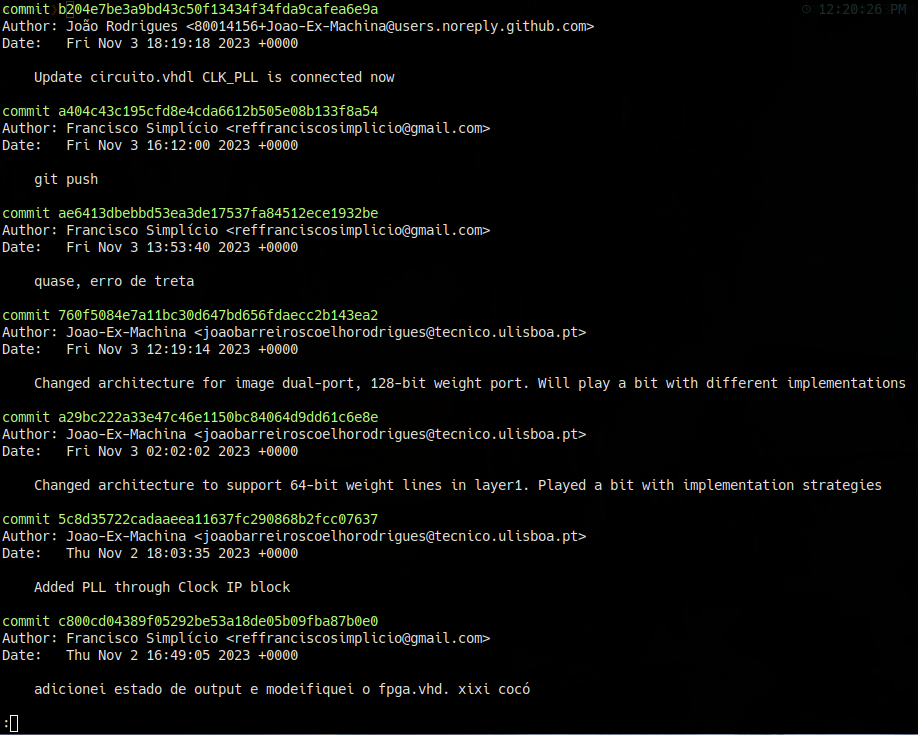 commit b204e7be3a9bd43c50f13434f34fda9cafea6e9a
12:20:26 PM
Author: João Rodrigues <80014156+Joao-Ex-Machina@users.noreply.github.com>
Date:   Fri Nov 3 18:19:18 2023 +0000
Update circuito.vhdl CLK_PLL is connected now
commit a404c43c195cfd8e4cda6612b505e08b133f8a54
Author: Francisco Simplício <reffranciscosimplicio@gmail.com>
Date:   Fri Nov 3 16:12:00 2023 +0000
git push
commit ae6413dbebbd53ea3de17537fa84512ece1932be
Author: Francisco Simplício <reffranciscosimplicio@gmail.com>
Date:   Fri Nov 3 13:53:40 2023 +0000
quase, erro de treta
commit 760f5084e7a11bc30d647bd656fdaecc2b143ea2
Author: Joao-Ex-Machina <joaobarreiroscoelhorodrigues@tecnico.ulisboa.pt>
Date:   Fri Nov 3 12:19:14 2023 +0000
Changed architecture for image dual-port, 128-bit weight port. Will play a bit with different implementations
commit a29bc222a33e47c46e1150bc84064d9dd61c6e8e
Author: Joao-Ex-Machina <joaobarreiroscoelhorodrigues@tecnico.ulisboa.pt>
Date:   Fri Nov 3 02:02:02 2023 +0000
Changed architecture to support 64-bit weight lines in layer1. Played a bit with implementation strategies
commit 5c8d35722cadaaeea11637fc290868b2fcc07637
Author: Joao-Ex-Machina <joaobarreiroscoelhorodrigues@tecnico.ulisboa.pt>
Date:   Thu Nov 2 18:03:35 2023 +0000
Added PLL through Clock IP block
commit c800cd04389f05292be53a18de05b09fba87b0e0
Author: Francisco Simplício <reffranciscosimplicio@gmail.com>
Date:   Thu Nov 2 16:49:05 2023 +0000
adicionei estado de output e modeifiquei o fpga.vhd. xixi cocó
: